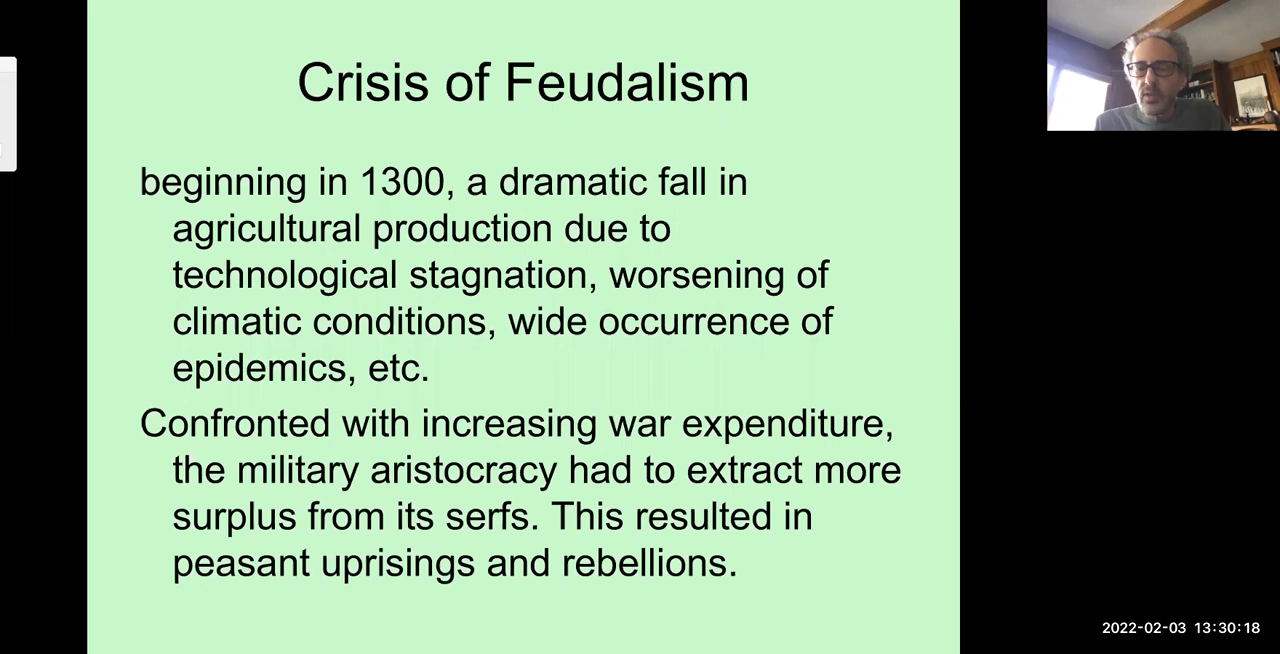 Crisis of Feudalism
beginning in 1300, a dramatic fall in
agricultural production due to
technological stagnation, worsening of
climatic conditions, wide occurrence of
epidemics, etc.
Confronted with increasing war expenditure,
the military aristocracy had to extract more
surplus from its serfs. This resulted in
peasant uprisings and rebellions.
2022-02-03 13:30:18